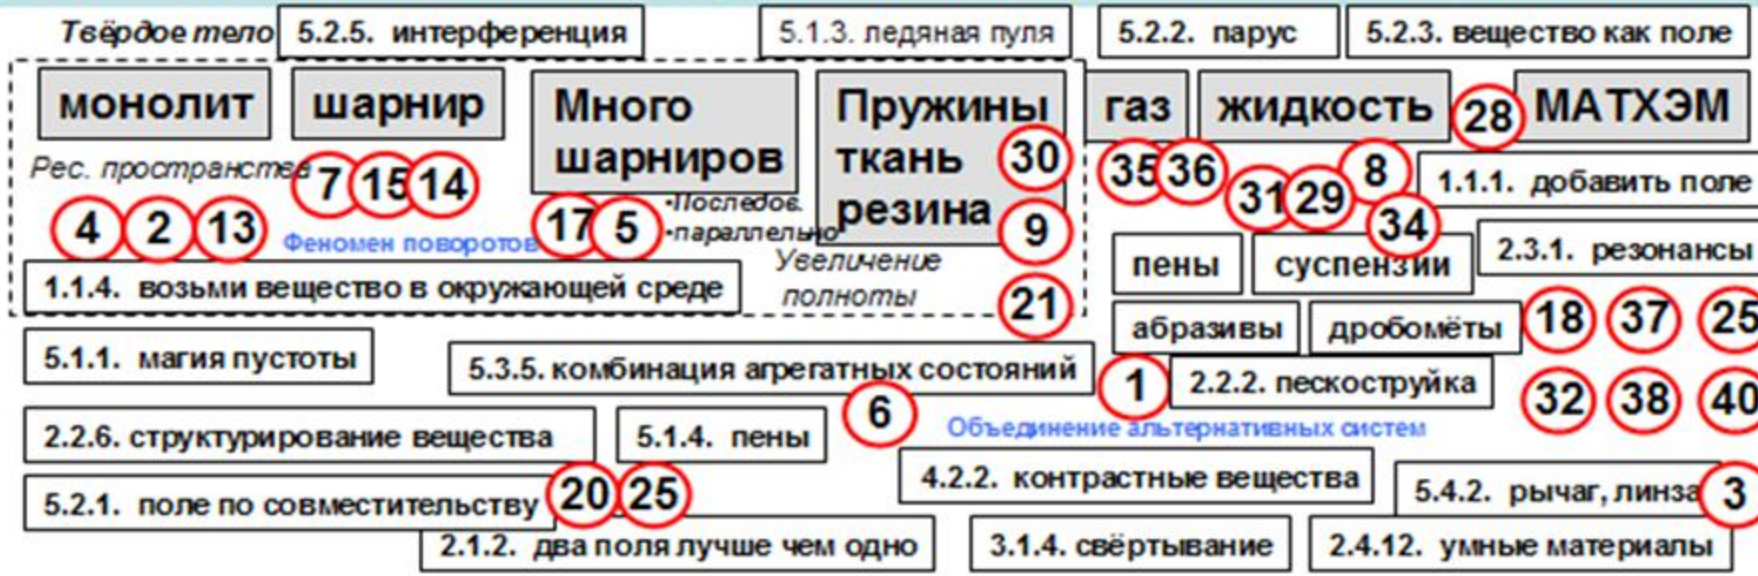 Твёрдое тело 5.2.5. интерференция 5.1.3. ледяная пуля 5.2.2. парус 5.2.3. вещество как поле
монолит шарнир Много шарниров Пружины ткань резина газ жидкость 28 МАТХЭМ
Рес. пространства 7 15 14 30 35 36 31 29 8 34 1.1.1. добавить поле
4 2 13 Феномен поворотов 17 5 •Последов. 9
•параллельно
Увеличение
полноты 21
пены суспензии 2.3.1. резонансы
1.1.4. возьми вещество в окружающей среде
абразивы дробомёты 18 37 25
5.1.1. магия пустоты 5.3.5. комбинация агрегатных состояний 1 2.2.2. пескоструйка 32 38 40
6 Объединение альтернативных систем
2.2.6. структурирование вещества 5.1.4. пены
4.2.2. контрастные вещества 5.4.2. рычаг, линза 3
5.2.1. поле по совместительству 20 25
2.1.2. два поля лучше чем одно 3.1.4. свёртывание 2.4.12. умные материалы